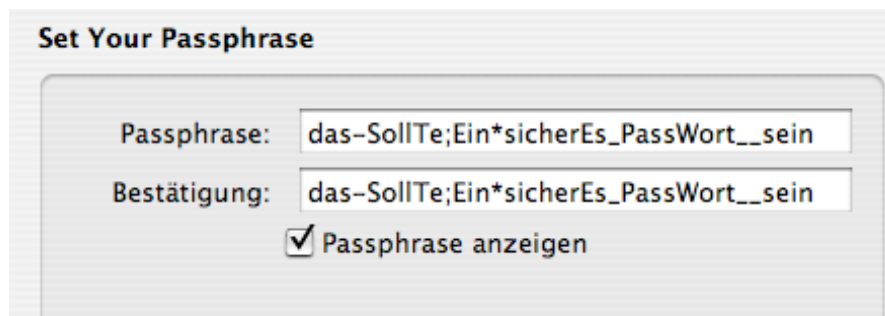 Set Your Passphrase
Passphrase: das-SollTe;Ein*sicherEs_PassWort__sein
Bestätigung: das-SollTe;Ein*sicherEs_PassWort__sein
Passphrase anzeigen